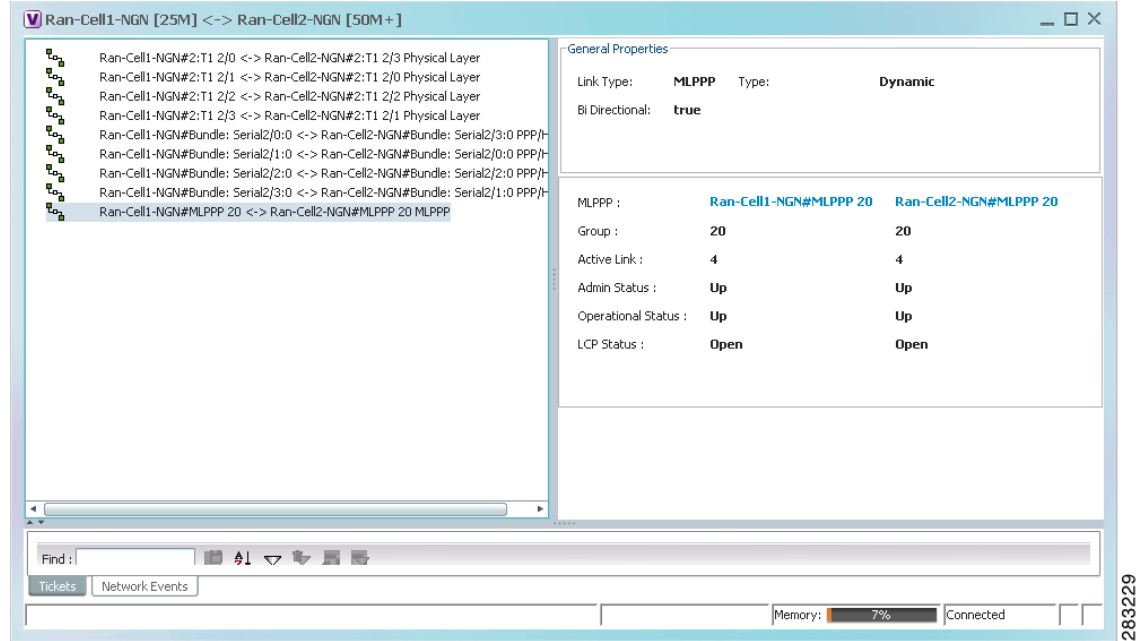 V Ran-Cell1-NGN [25M] <-> Ran-Cell2-NGN [50M+]
Ran-Cell1-NGN#2:T1 2/0 <-> Ran-Cell2-NGN#2:T1 2/3 Physical Layer
Ran-Cell1-NGN#2:T1 2/1 <-> Ran-Cell2-NGN#2:T1 2/0 Physical Layer
Ran-Cell1-NGN#2:T1 2/2 <-> Ran-Cell2-NGN#2:T1 2/2 Physical Layer
Ran-Cell1-NGN#2:T1 2/3 <-> Ran-Cell2-NGN#2:T1 2/1 Physical Layer
Ran-Cell1-NGN#Bundle: Serial2/0:0 <-> Ran-Cell2-NGN#Bundle: Serial2/3:0 PPP/H
Ran-Cell1-NGN#Bundle: Serial2/1:0 <-> Ran-Cell2-NGN#Bundle: Serial2/0:0 PPP/H
Ran-Cell1-NGN#Bundle: Serial2/2:0 <-> Ran-Cell2-NGN#Bundle: Serial2/2:0 PPP/H
Ran-Cell1-NGN#Bundle: Serial2/3:0 <-> Ran-Cell2-NGN#Bundle: Serial2/1:0 PPP/H
Ran-Cell1-NGN#MLPPP 20 <-> Ran-Cell2-NGN#MLPPP 20 MLPPP
General Properties
Link Type: MLPPP Type: Dynamic
Bi Directional: true
MLPPP : Ran-Cell1-NGN#MLPPP 20 Ran-Cell2-NGN#MLPPP 20
Group : 20 20
Active Link : 4 4
Admin Status : Up Up
Operational Status : Up Up
LCP Status : Open Open
Find :
Tickets Network Events
Memory: 7% Connected
283229